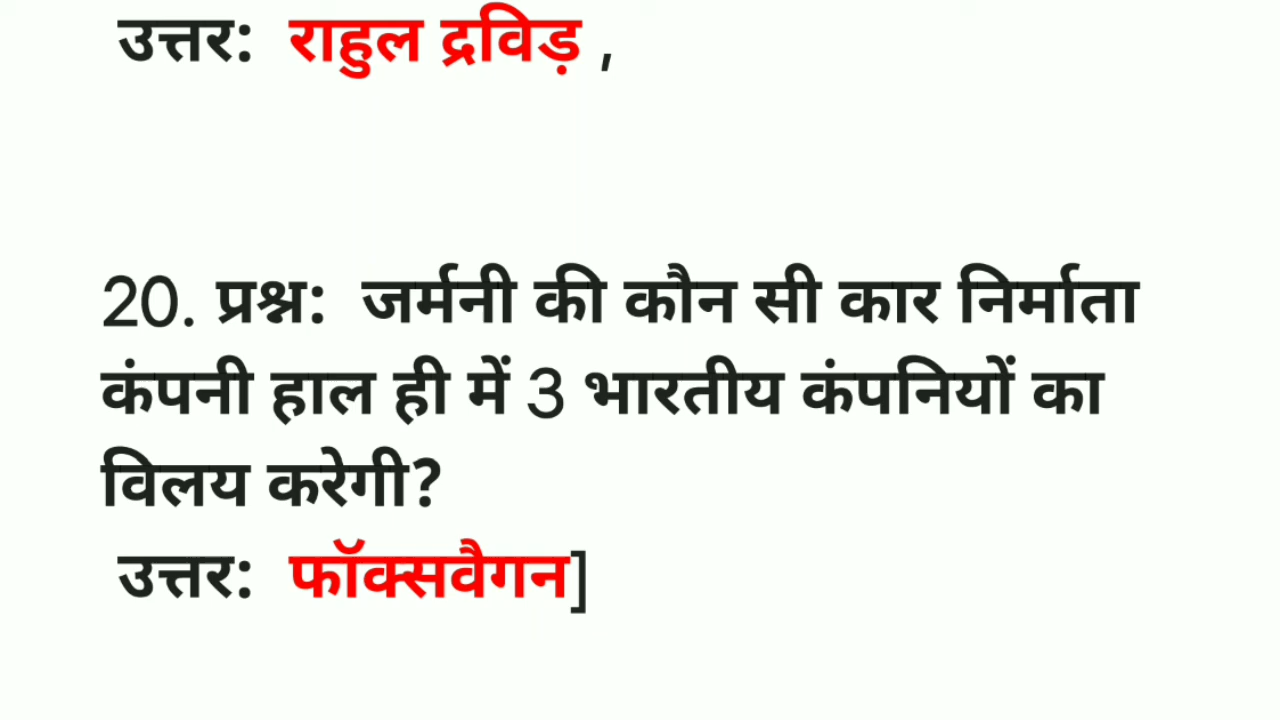 उत्तर: राहुल द्रविड़ ,
20. प्रश्न: जर्मनी की कौन सी कार निर्माता
कंपनी हाल ही में 3 भारतीय कंपनियों का
विलय करेगी?
उत्तर: फॉक्सवैगन]